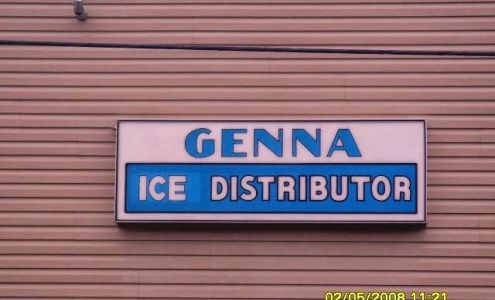 GENNA
ICE DISTRIBUTOR
02/05/2008 11:21